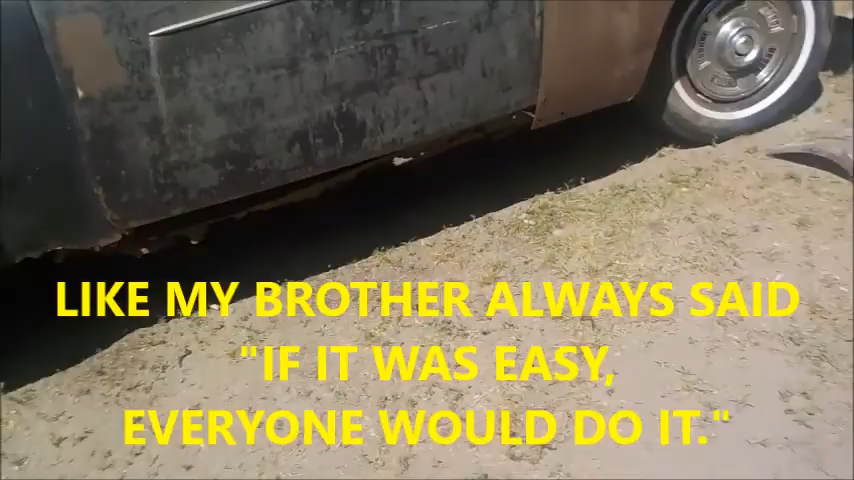 LIKE MY BROTHER ALWAYS SAID
"IF IT WAS EASY,
EVERYONE WOULD DO IT."